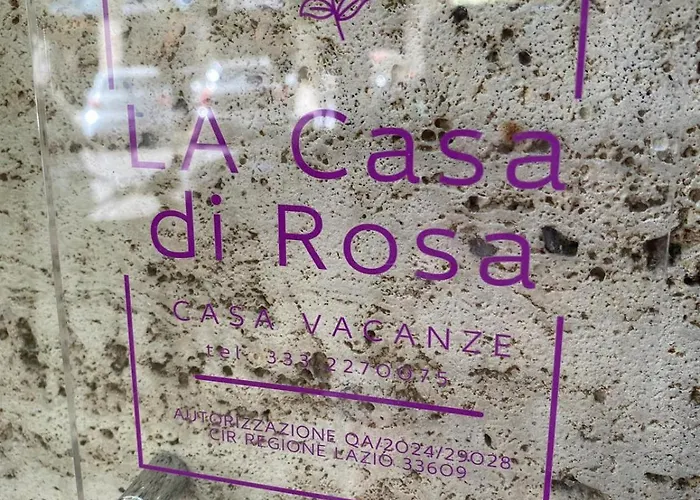 LA Casa
di Rosa
CASA VACANZE
tel. 333 2270075
AUTORIZZAZIONE QA/2024/29028
CIR REGIONE LAZIO 33609